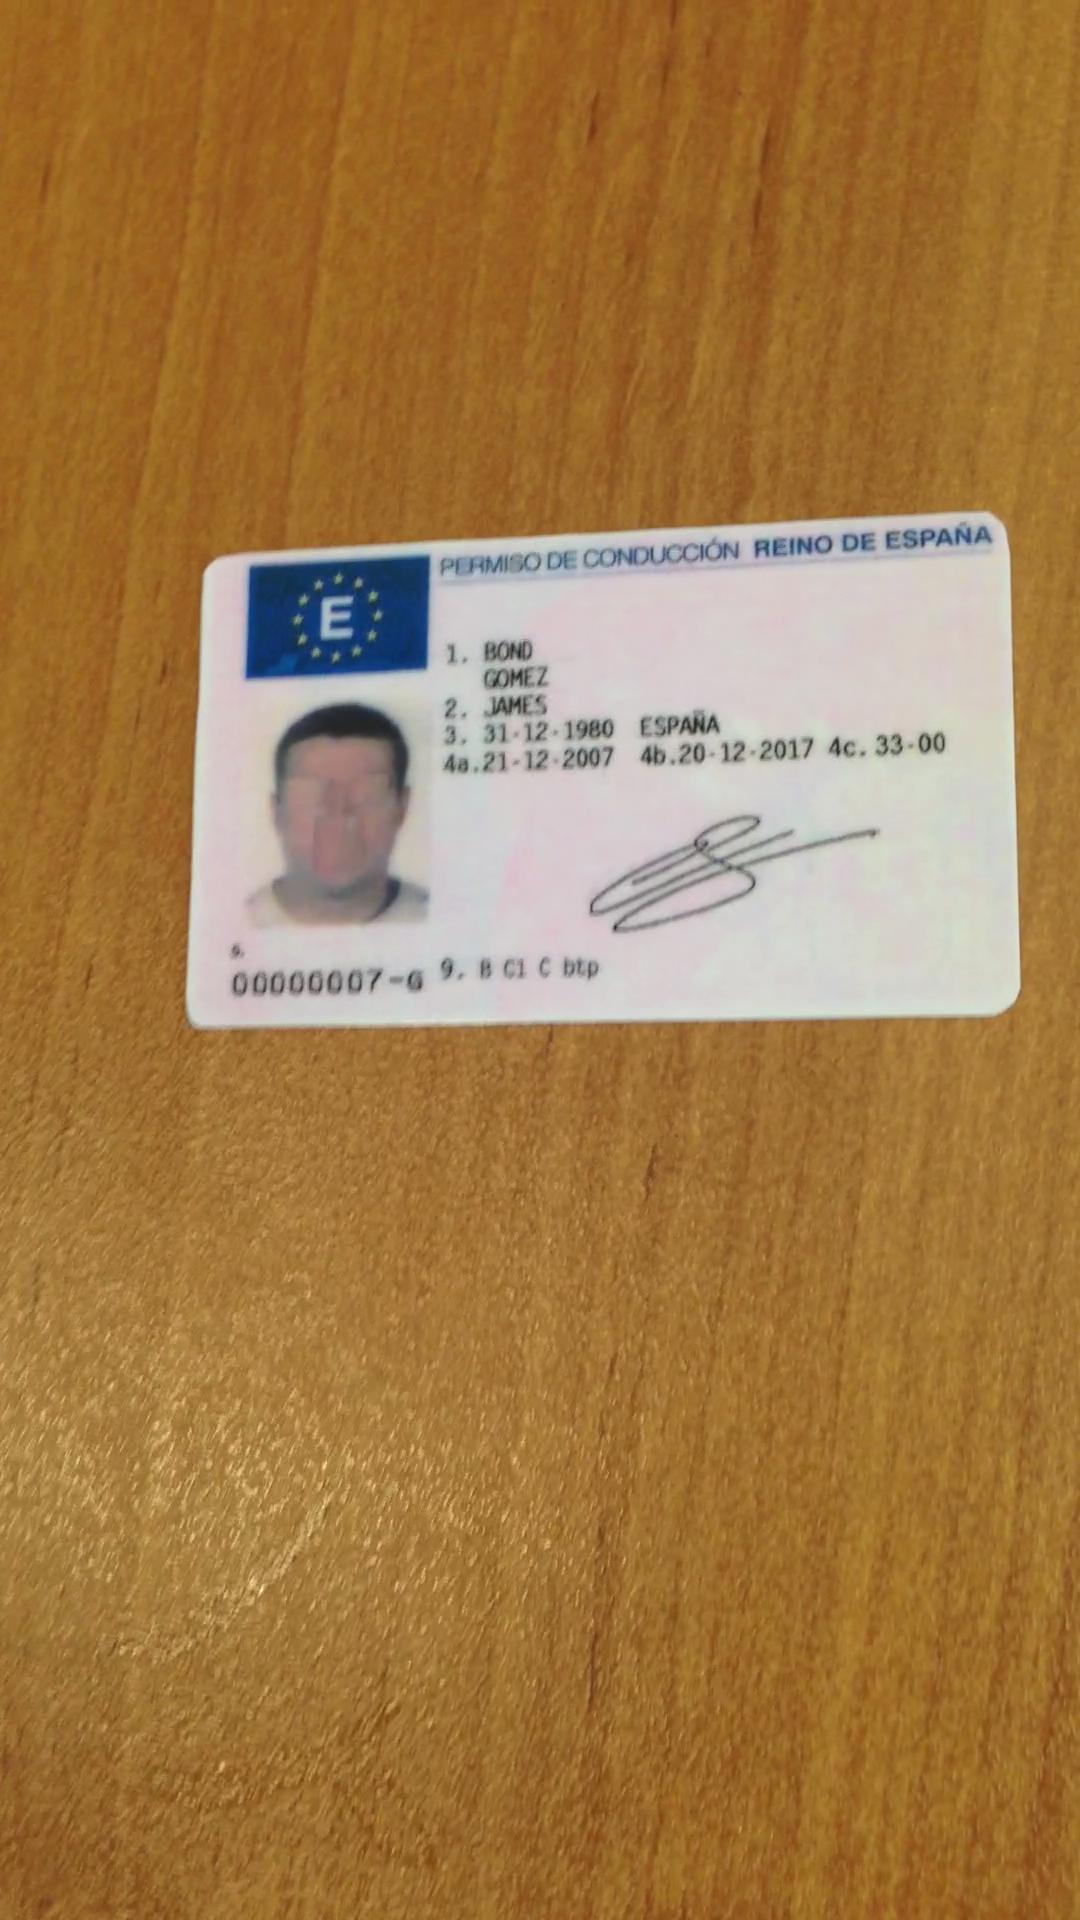 E
PERMISO DE CONDUCCIÓN REINO DE ESPAÑA
1. BOND
GOMEZ
2. JAMES
3. 31-12-1980 ESPAÑA
4a.21-12-2007 4b.20-12-2017 4c. 33-00
5.
00000007-G
9. B C1 C btp